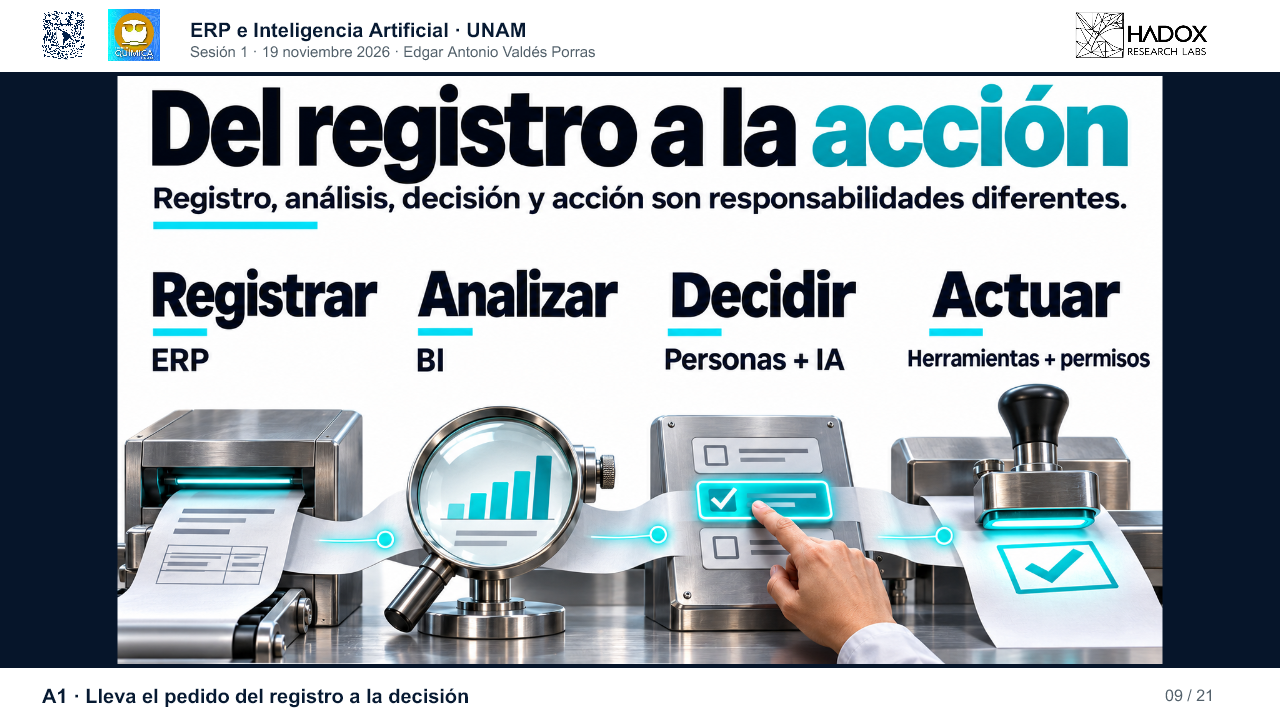 ERP e Inteligencia Artificial · UNAM
Sesión 1 · 19 noviembre 2026 · Edgar Antonio Valdés Porras
QUÍMICA
HADOX
RESEARCH LABS
Del registro a la acción
Registro, análisis, decisión y acción son responsabilidades diferentes.
Registrar
ERP
Analizar
BI
Decidir
Personas + IA
Actuar
Herramientas + permisos
A1 · Lleva el pedido del registro a la decisión
09 / 21